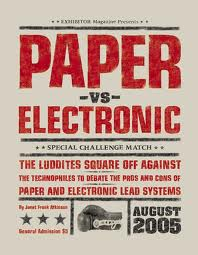 EXHIBITOR Magazine Presents
PAPER
-VS-
ELECTRONIC
SPECIAL CHALLENGE MATCH
THE LUDDITES SQUARE OFF AGAINST
THE TECHNOPHILES TO DEBATE THE PROS AND CONS OF
PAPER AND ELECTRONIC LEAD SYSTEMS
By Janet Frank Atkinson
General Admission $3
AUGUST
2005